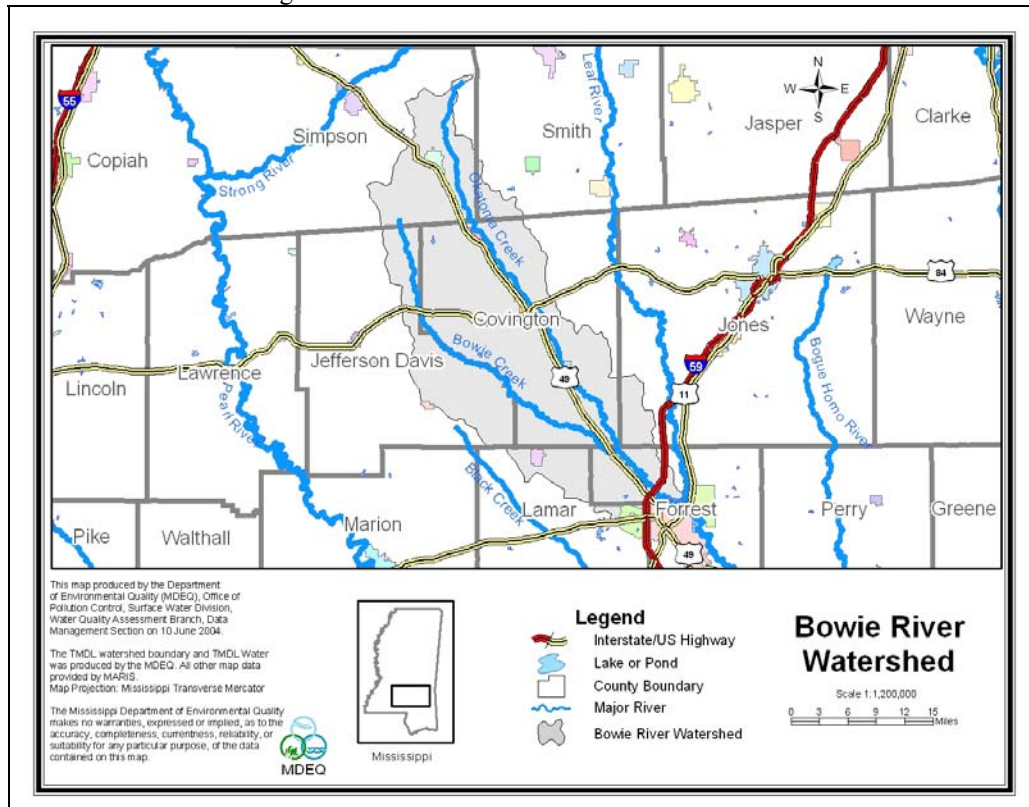 N
W E
S
55
Copiah
Simpson
Strong River
Smith
Leaf River
Jasper
Clarke
Okatoma Creek
84
Covington
Jones
Wayne
Bowie Creek
Jefferson Davis
Lincoln
Lawrence
Pearl River
49
59
11
Bogue Homo River
Black Creek
Lamar
Forrest
Perry
Greene
Marion
Pike
Walthall
49
This map produced by the Department
of Environmental Quality (MDEQ), Office of
Pollution Control, Surface Water Division,
Water Quality Assessment Branch, Data
Management Section on 10 June 2004.
The TMDL watershed boundary and TMDL Water
was produced by the MDEQ. All other map data
provided by MARIS.
Map Projection: Mississippi Transverse Mercator
The Mississippi Department of Environmental Quality
makes no warranties, expressed or implied, as to the
accuracy, completeness, currentness, reliability, or
suitability for any particular purpose, of the data
contained on this map.
MDEQ
Mississippi
Legend
Interstate/US Highway
Lake or Pond
County Boundary
Major River
Bowie River Watershed
Bowie River
Watershed
Scale 1:1,200,000
0 3 6 9 12 15
Miles